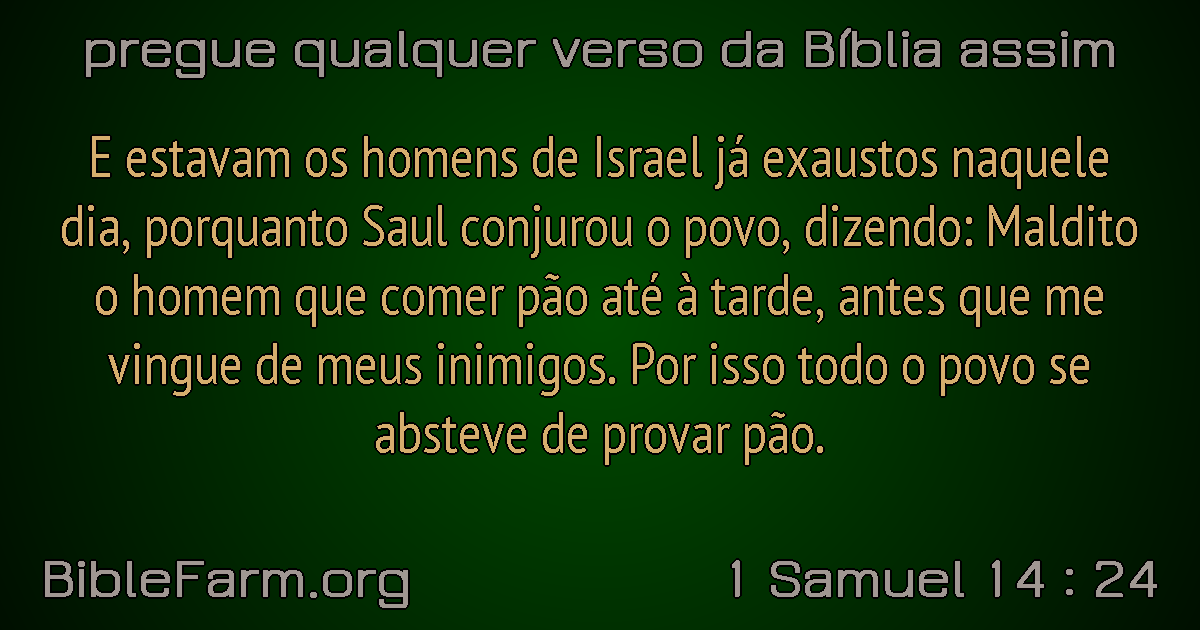 pregue qualquer verso da Bíblia assim
E estavam os homens de Israel já exaustos naquele
dia, porquanto Saul conjurou o povo, dizendo: Maldito
o homem que comer pão até à tarde, antes que me
vingue de meus inimigos. Por isso todo o povo se
absteve de provar pão.
BibleFarm.org
1 Samuel 14 : 24